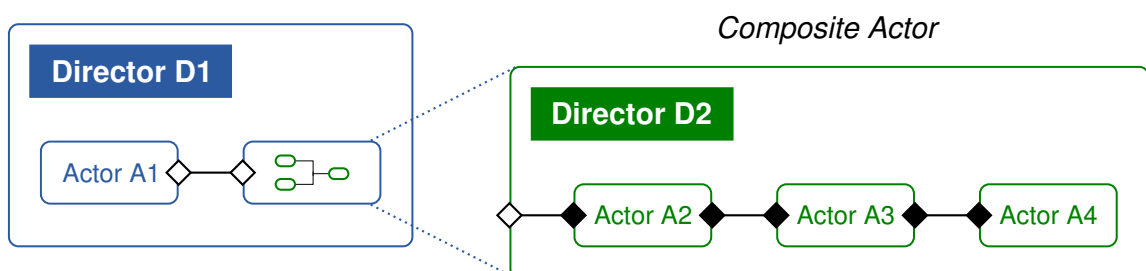 Composite Actor
Director D1
Director D2
Actor A1
Actor A2
Actor A3
Actor A4